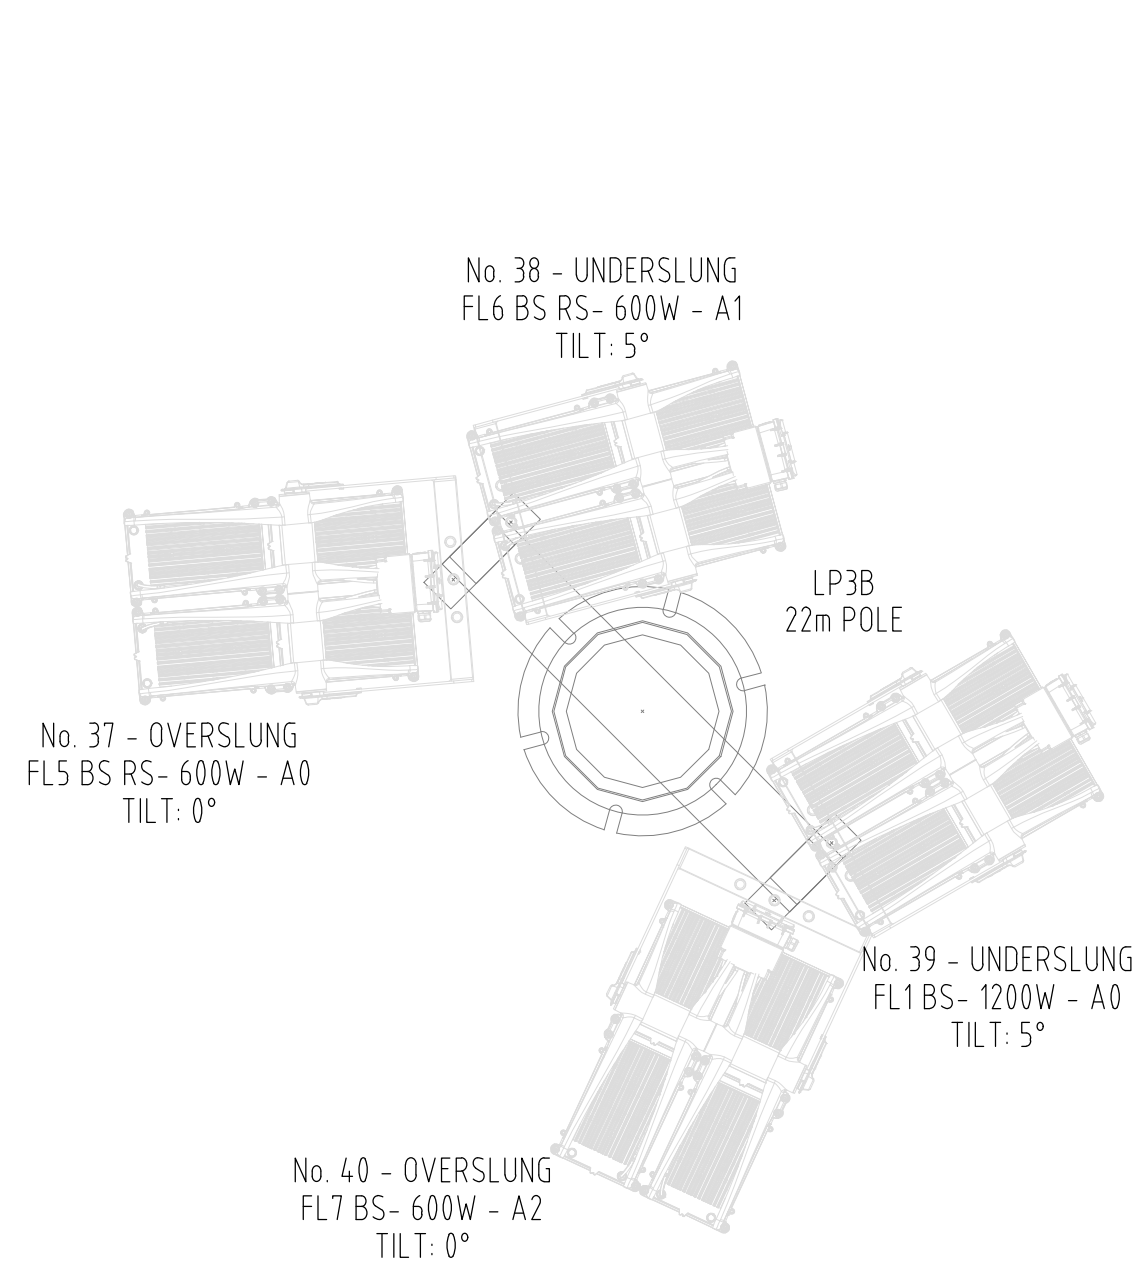 No. 38 - UNDERSLUNG
FL6 BS RS- 600W - A1
TILT: 5°
LP3B
22m POLE
No. 37 - OVERSLUNG
FL5 BS RS- 600W - A0
TILT: 0°
No. 39 - UNDERSLUNG
FL1 BS- 1200W - A0
TILT: 5°
No. 40 - OVERSLUNG
FL7 BS- 600W - A2
TILT: 0°